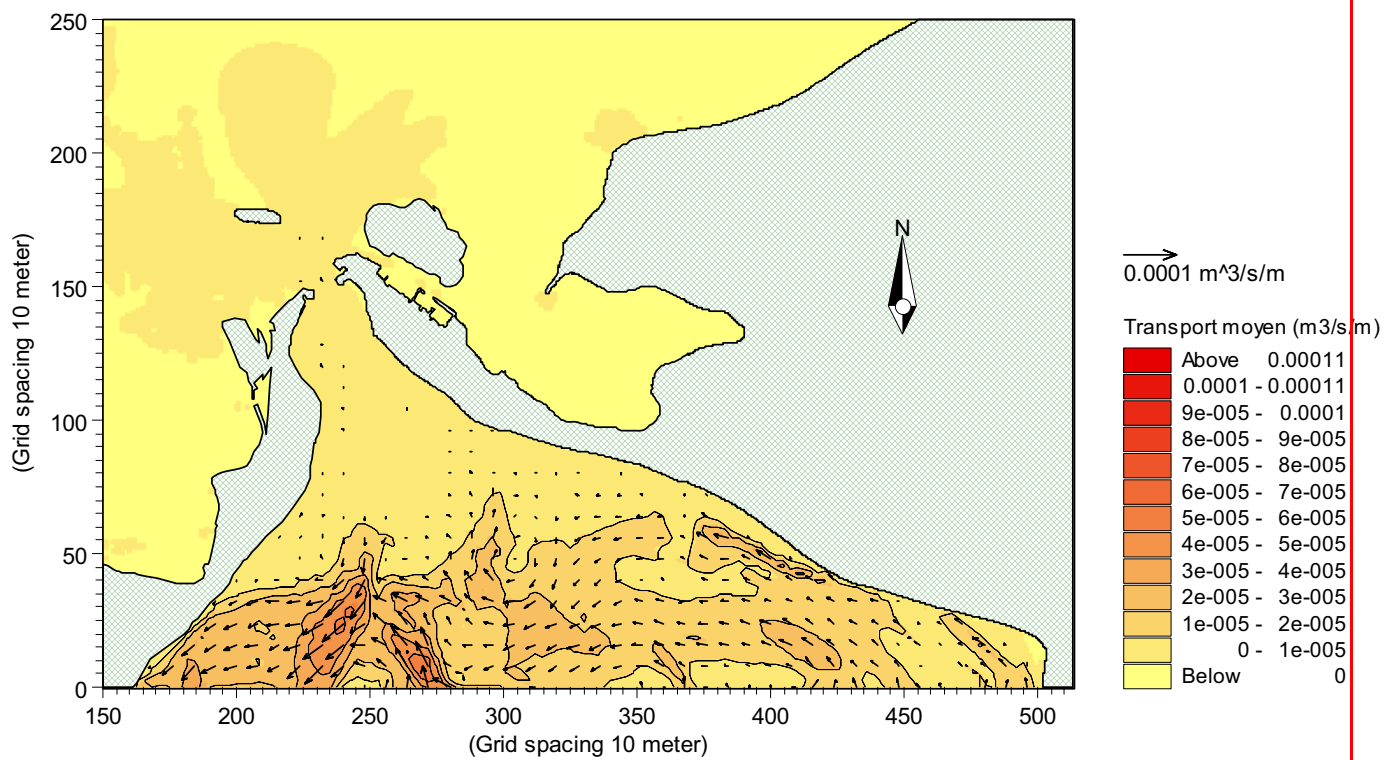 250
200
150
100
50
0
(Grid spacing 10 meter)
150 200 250 300 350 400 450 500
(Grid spacing 10 meter)
N
0.0001 m^3/s/m
Transport moyen (m3/s/m)
Above 0.00011
0.0001 - 0.00011
9e-005 - 0.0001
8e-005 - 9e-005
7e-005 - 8e-005
6e-005 - 7e-005
5e-005 - 6e-005
4e-005 - 5e-005
3e-005 - 4e-005
2e-005 - 3e-005
1e-005 - 2e-005
0 - 1e-005
Below 0